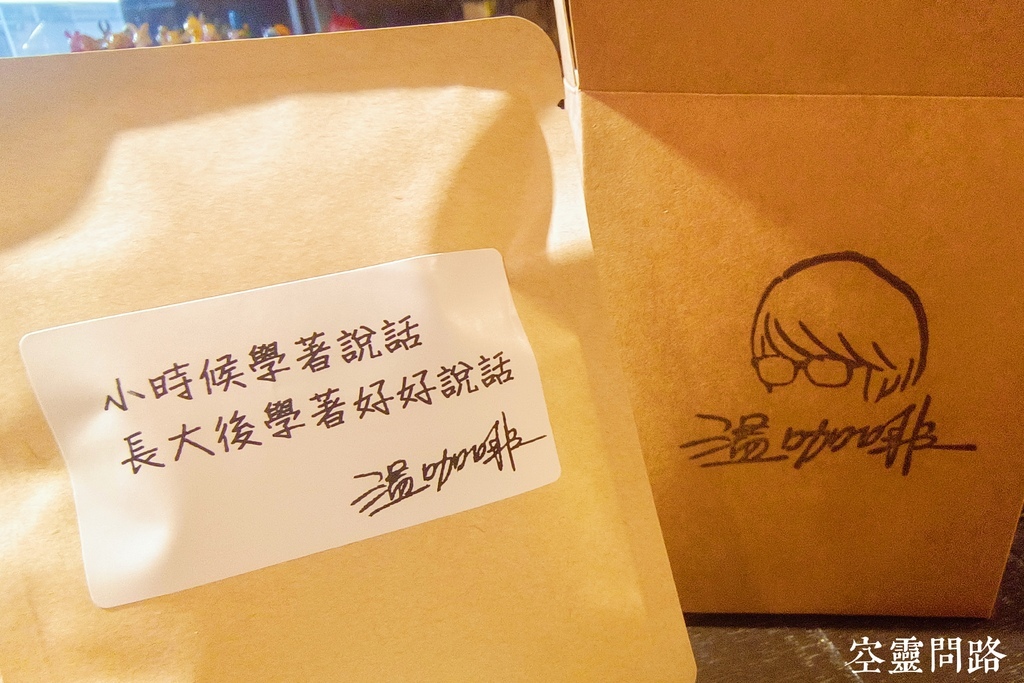 小時候學著說話
長大後學著好好說話
溫咖啡
溫咖啡
空靈問路